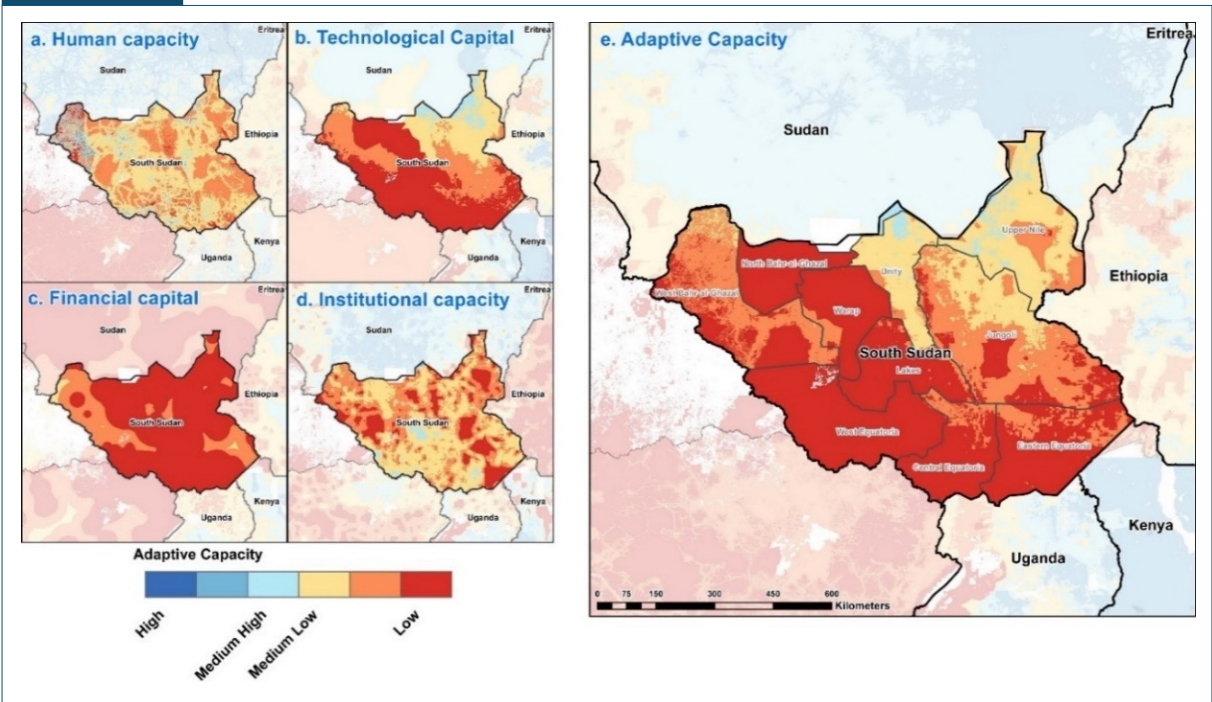 a. Human capacity
Eritrea
Sudan
Ethiopia
South Sudan
Kenya
Uganda
b. Technological Capital
Eritrea
Sudan
Ethiopia
South Sudan
Kenya
Uganda
c. Financial capital
Eritrea
Sudan
Ethiopia
South Sudan
Kenya
Uganda
d. Institutional capacity
Eritrea
Sudan
Ethiopia
South Sudan
Kenya
Uganda
Adaptive Capacity
High
Medium High
Medium Low
Low
e. Adaptive Capacity
Eritrea
Sudan
Upper Nile
North Bahr-al-Ghazal
Unity
Ethiopia
West Bahr-al-Ghazal
Warap
Jungoli
South Sudan
Lakes
West Equatoria
Eastern Equatoria
Central Equatoria
Kenya
Uganda
0 75 150 300 450 600
Kilometers